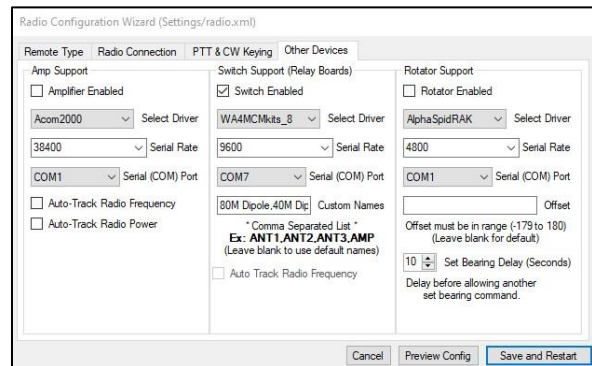 Radio Configuration Wizard (Settings/radio.xml)
Remote Type Radio Connection PTT & CW Keying Other Devices
Amp Support
Amplifier Enabled
Acom2000 Select Driver
38400 Serial Rate
COM1 Serial (COM) Port
Auto-Track Radio Frequency
Auto-Track Radio Power
Switch Support (Relay Boards)
Switch Enabled
WA4MCMkits_8 Select Driver
9600 Serial Rate
COM7 Serial (COM) Port
80M Dipole,40M Dip Custom Names
* Comma Separated List *
Ex: ANT1,ANT2,ANT3,AMP
(Leave blank to use default names)
Auto Track Radio Frequency
Rotator Support
Rotator Enabled
AlphaSpidRAK Select Driver
4800 Serial Rate
COM1 Serial (COM) Port
Offset
Offset must be in range (-179 to 180)
(Leave blank for default)
10 Set Bearing Delay (Seconds)
Delay before allowing another
set bearing command.
Cancel Preview Config Save and Restart